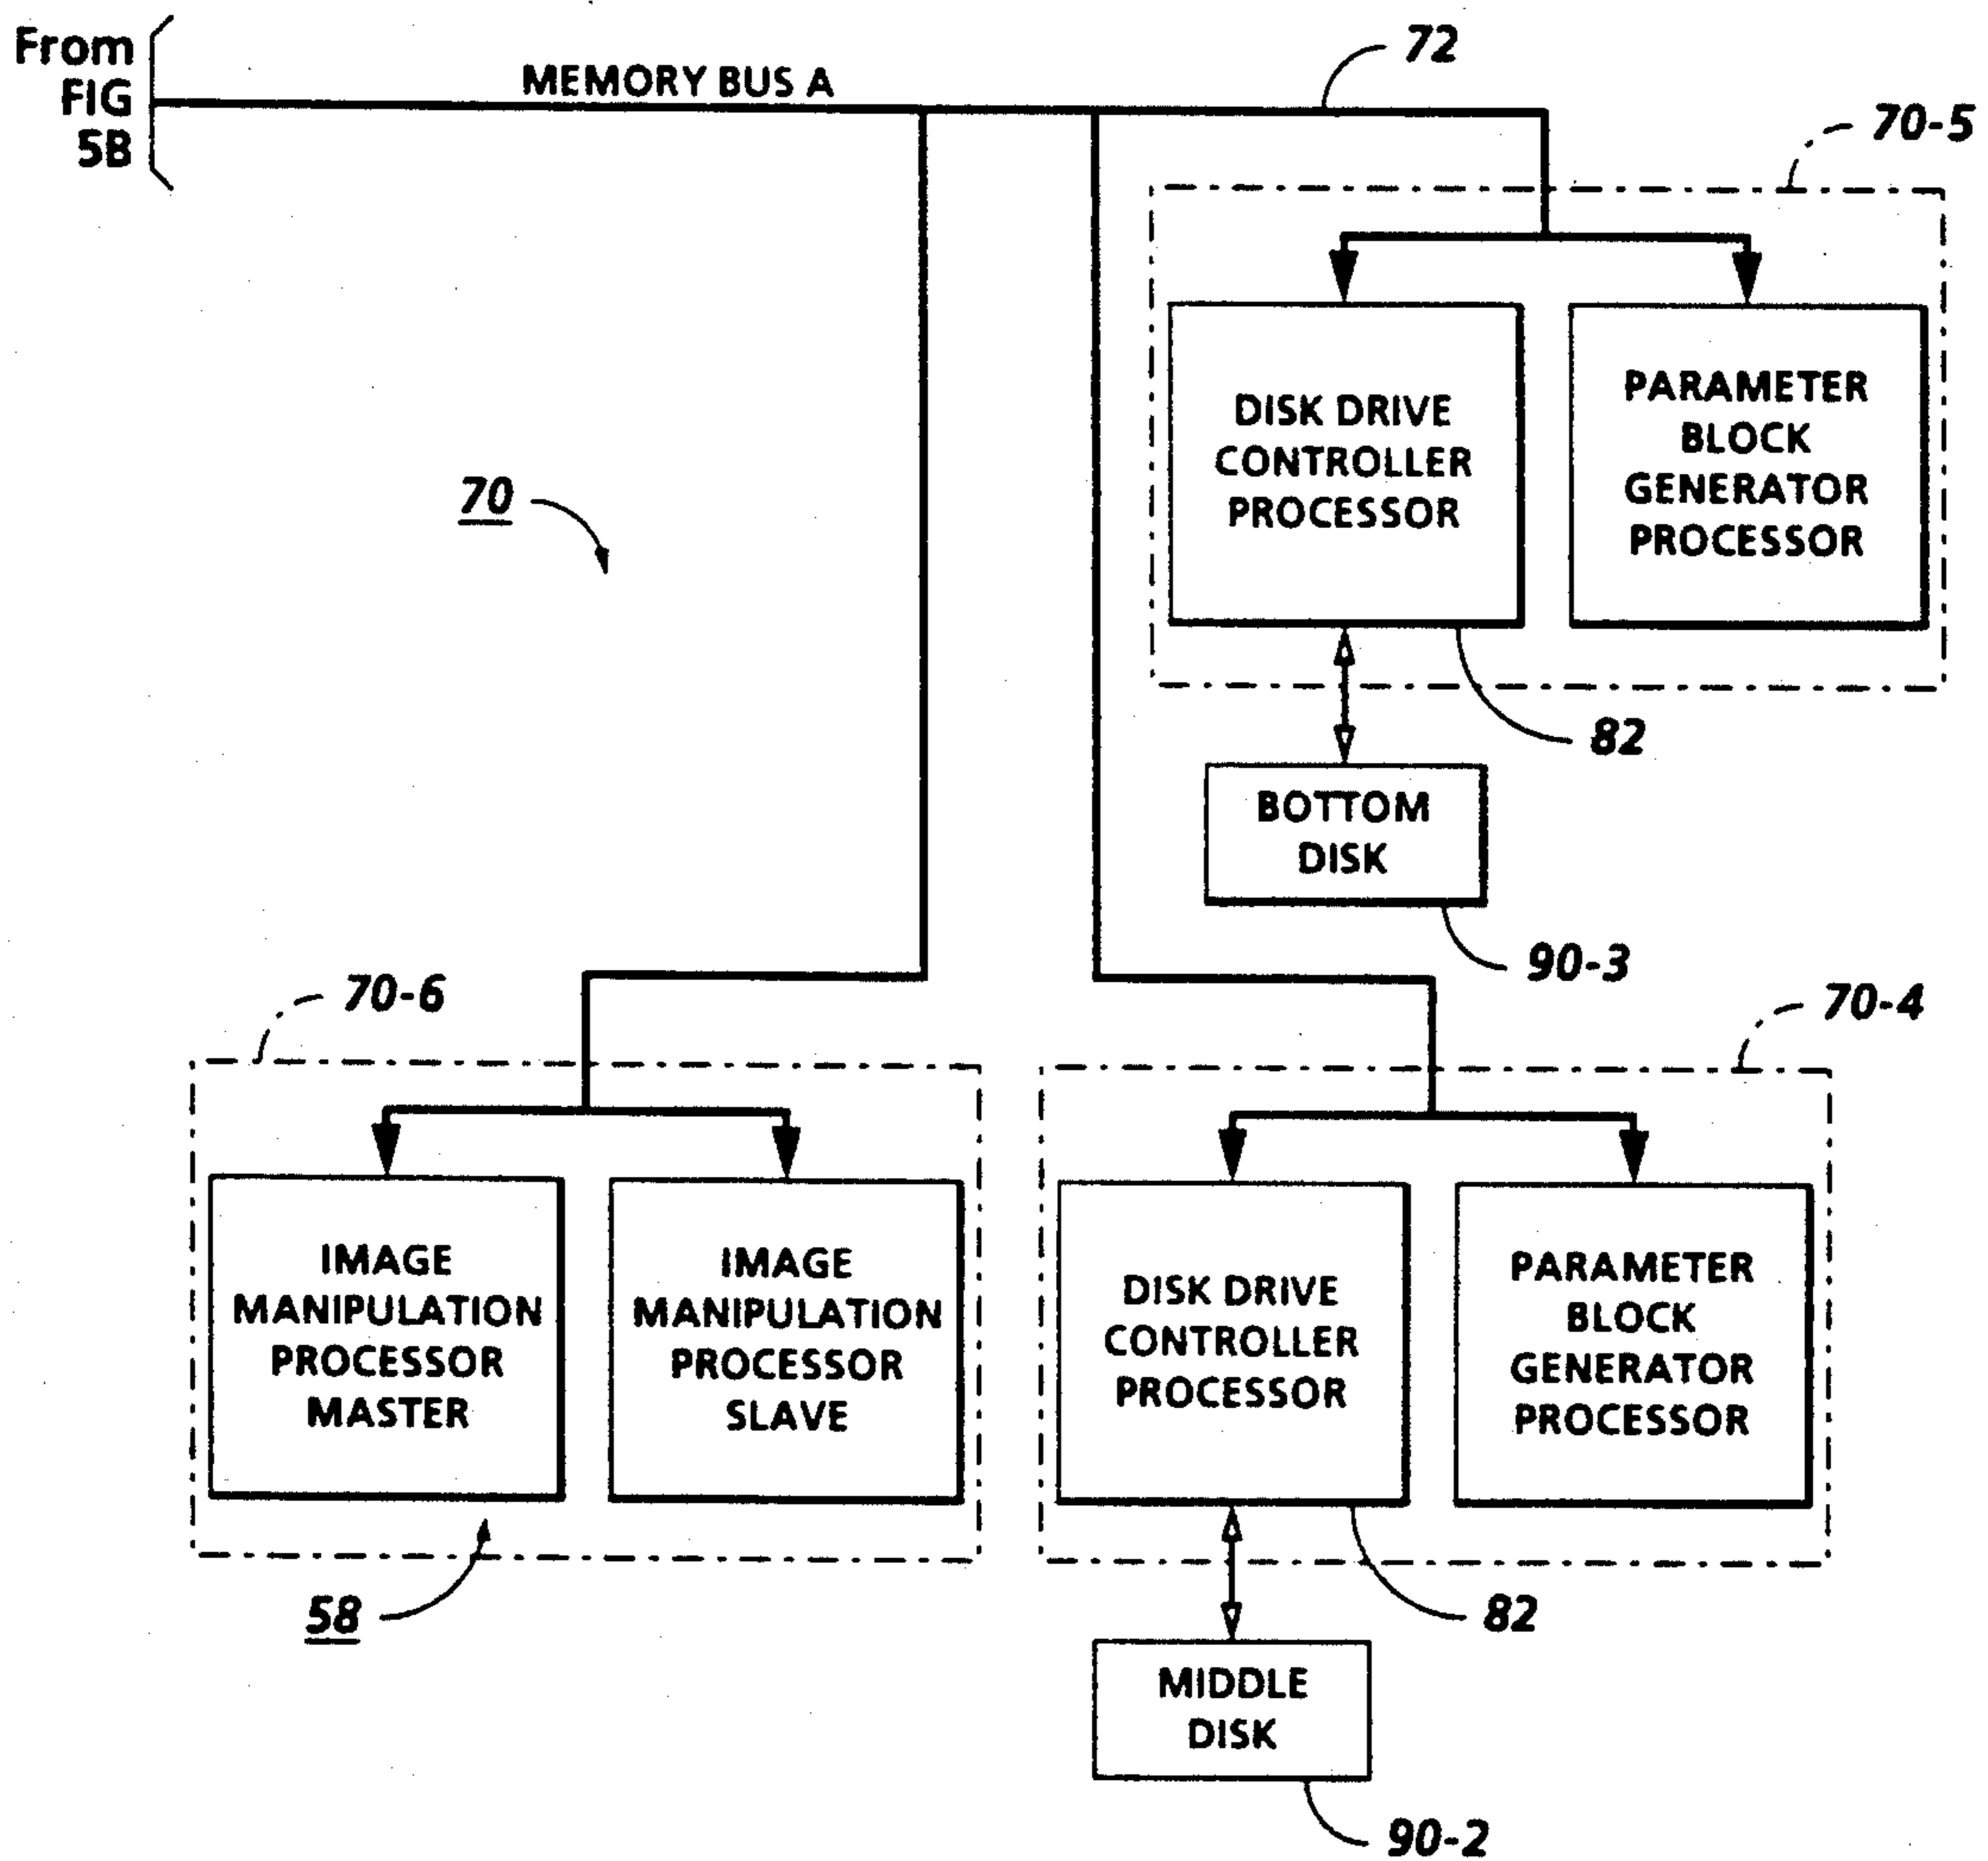 From
FIG
5B
MEMORY BUS A
72
70-5
DISK DRIVE
CONTROLLER
PROCESSOR
PARAMETER
BLOCK
GENERATOR
PROCESSOR
70
82
BOTTOM
DISK
90-3
70-6
70-4
IMAGE
MANIPULATION
PROCESSOR
MASTER
IMAGE
MANIPULATION
PROCESSOR
SLAVE
DISK DRIVE
CONTROLLER
PROCESSOR
PARAMETER
BLOCK
GENERATOR
PROCESSOR
58
82
MIDDLE
DISK
90-2